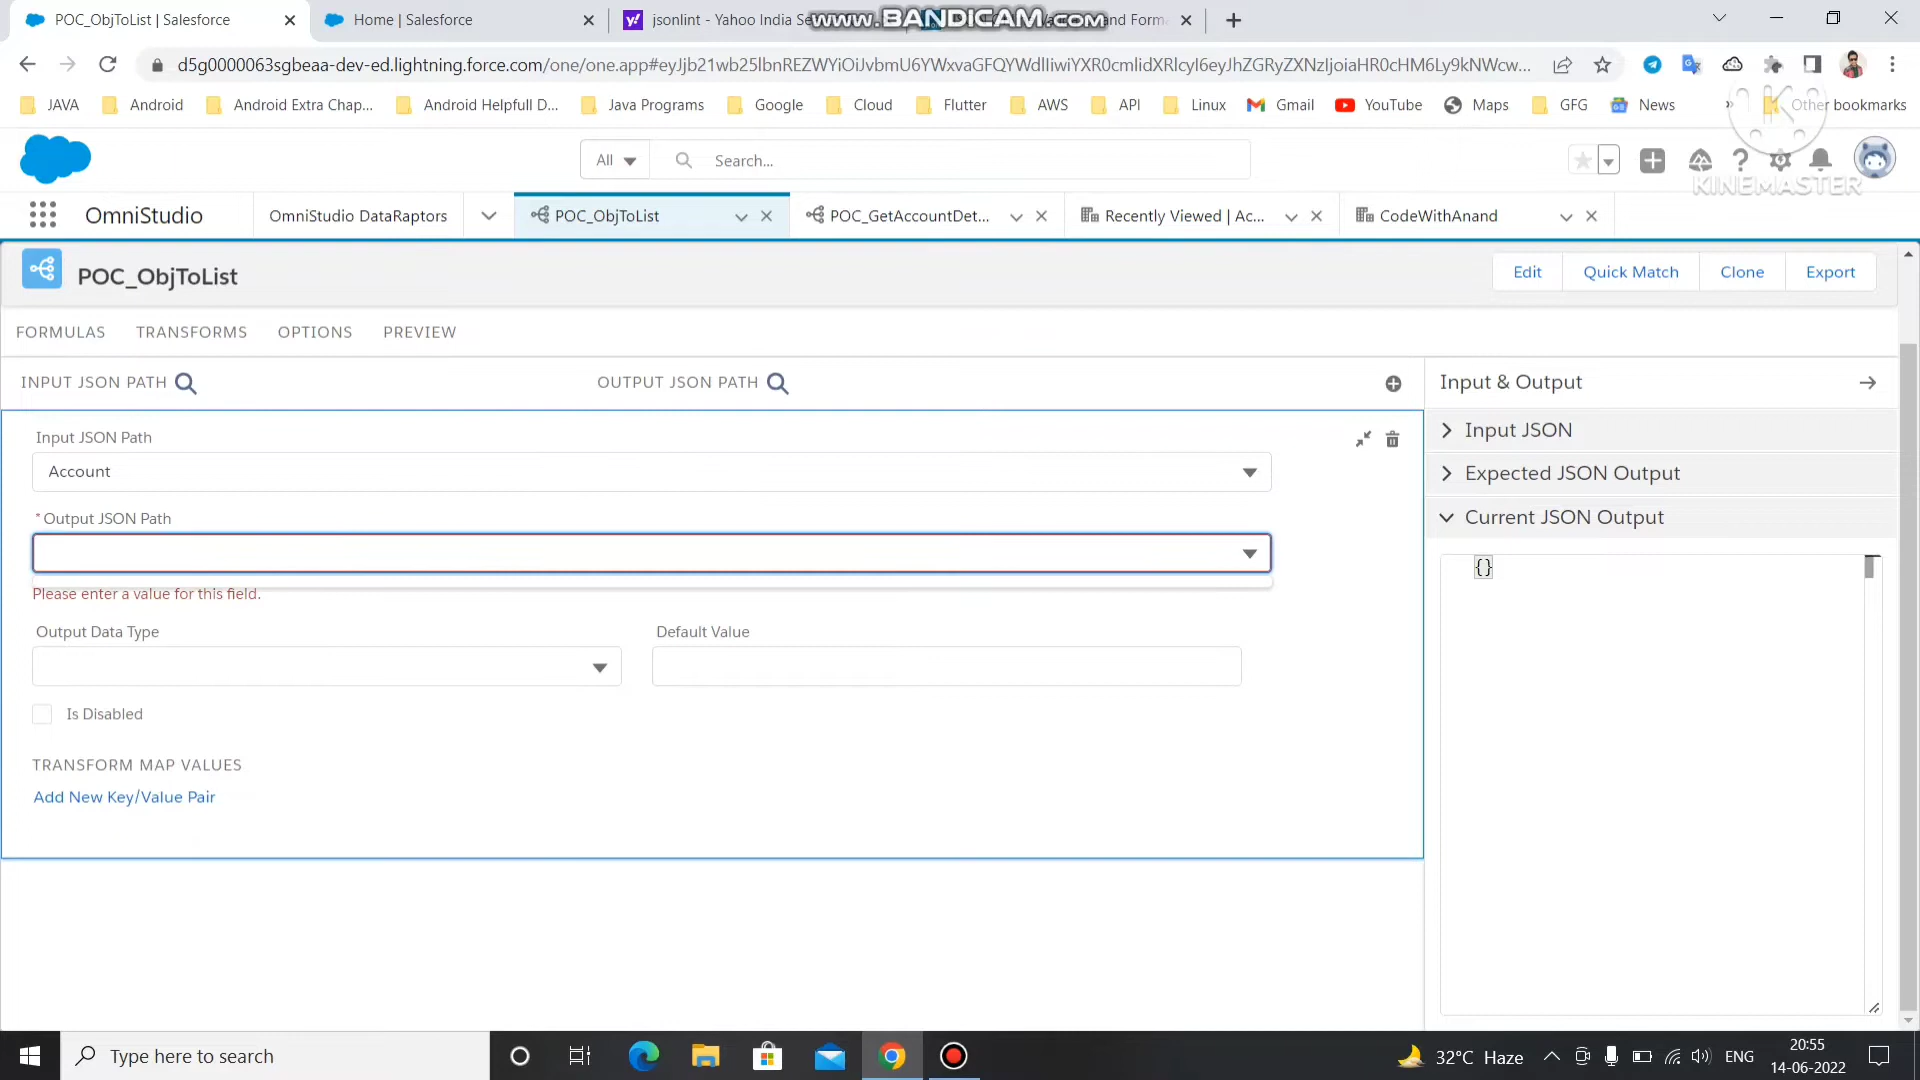 POC_ObjToList | Salesforce
Home | Salesforce
jsonlint - Yahoo India Se
and Form
www.BANDICAM.com
d5g0000063sgbeaa-dev-ed.lightning.force.com/one/one.app#eyJjb21wb25lbnREZWYiOiJvbmU6YWxvaGFQYWdlIiwiYXR0cmlidXRlcyI6eyJhZGRyZXNzIjoiaHR0cHM6Ly9kNWcw...
JAVA
Android
Android Extra Chap...
Android Helpfull D...
Java Programs
Google
Cloud
Flutter
AWS
API
Linux
Gmail
YouTube
Maps
GFG
News
»
Other bookmarks
K
KINEMASTER
All
Search...
OmniStudio
OmniStudio DataRaptors
POC_ObjToList
POC_GetAccountDet...
Recently Viewed | Ac...
CodeWithAnand
POC_ObjToList
Edit
Quick Match
Clone
Export
FORMULAS
TRANSFORMS
OPTIONS
PREVIEW
INPUT JSON PATH
OUTPUT JSON PATH
Input & Output
Input JSON Path
Account
Input JSON
Expected JSON Output
*Output JSON Path
Current JSON Output
{}
Please enter a value for this field.
Output Data Type
Default Value
Is Disabled
TRANSFORM MAP VALUES
Add New Key/Value Pair
Type here to search
32°C Haze
ENG
20:55
14-06-2022